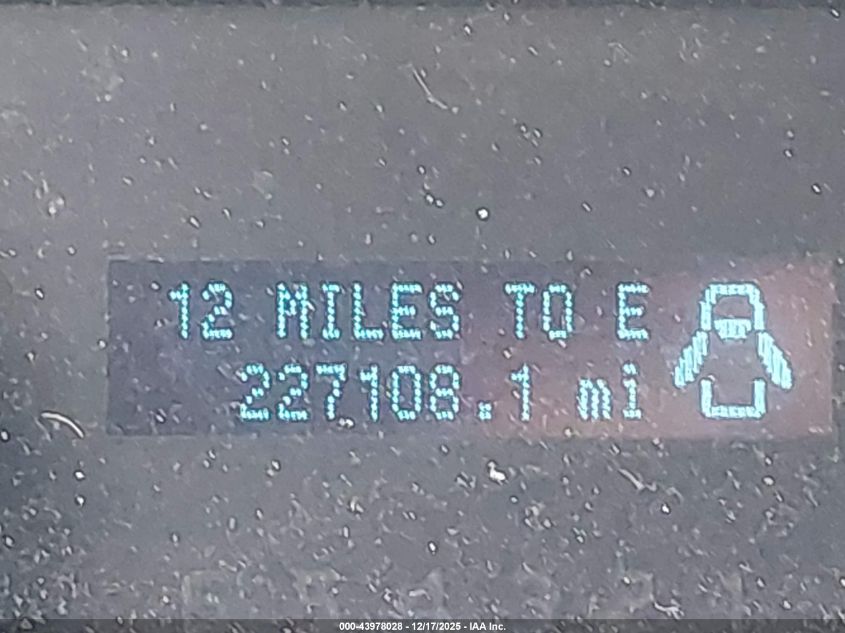 12 MILES TO E
227108.1 mi
000-43978028 - 12/17/2025 - IAA Inc.